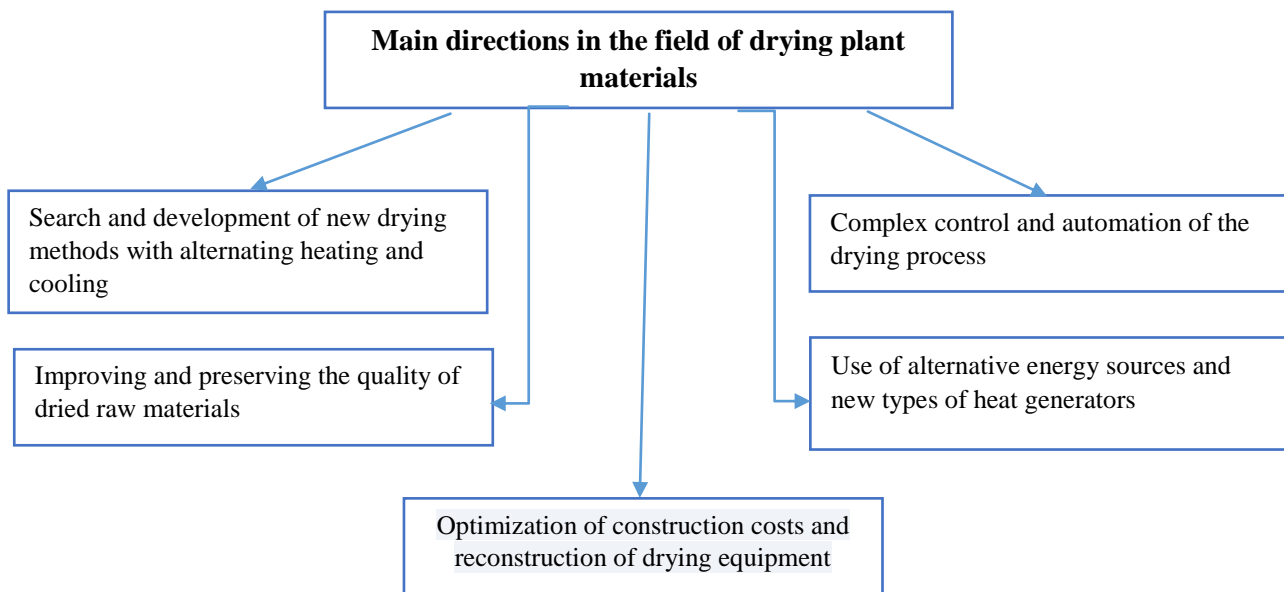 Main directions in the field of drying plant
materials
Search and development of new drying
methods with alternating heating and
cooling
Complex control and automation of the
drying process
Improving and preserving the quality of
dried raw materials
Use of alternative energy sources and
new types of heat generators
Optimization of construction costs and
reconstruction of drying equipment